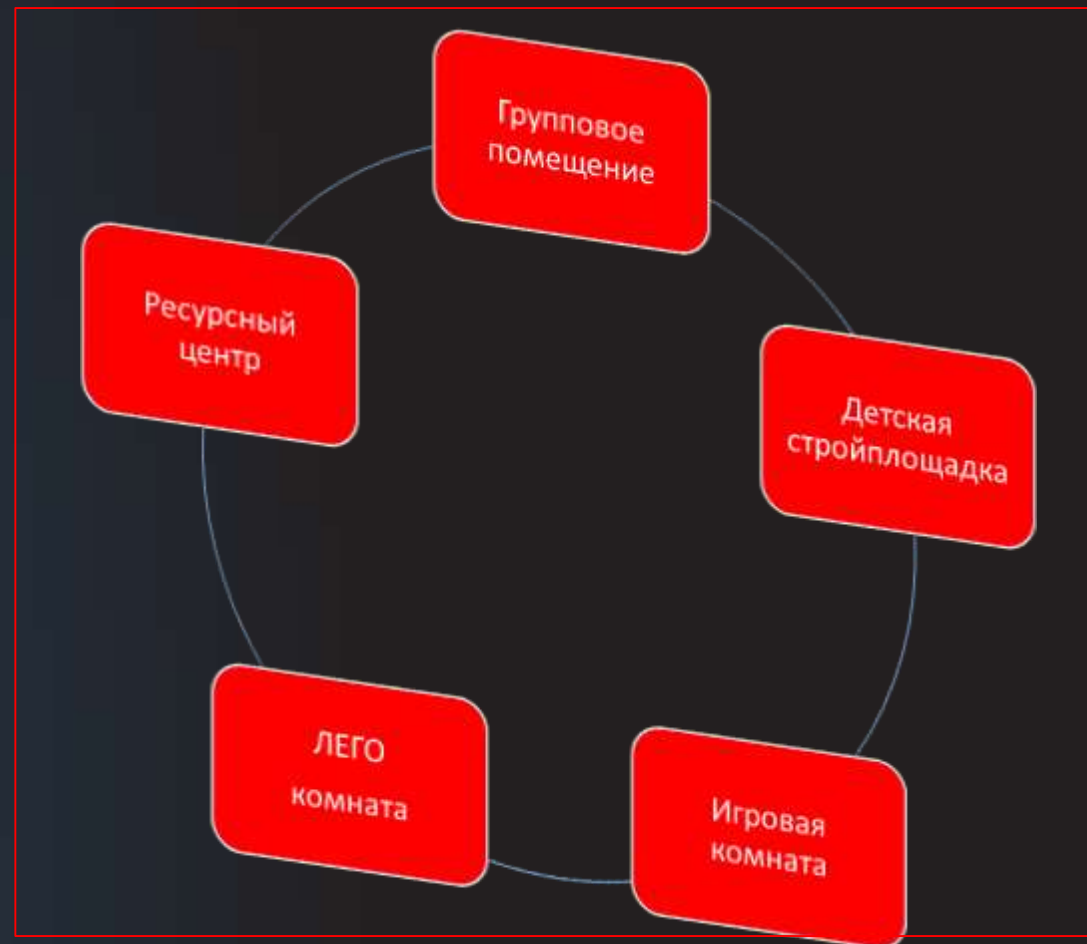 Групповое
помещение
Ресурсный
центр
Детская
стройплощадка
ЛЕГО
комната
Игровая
комната